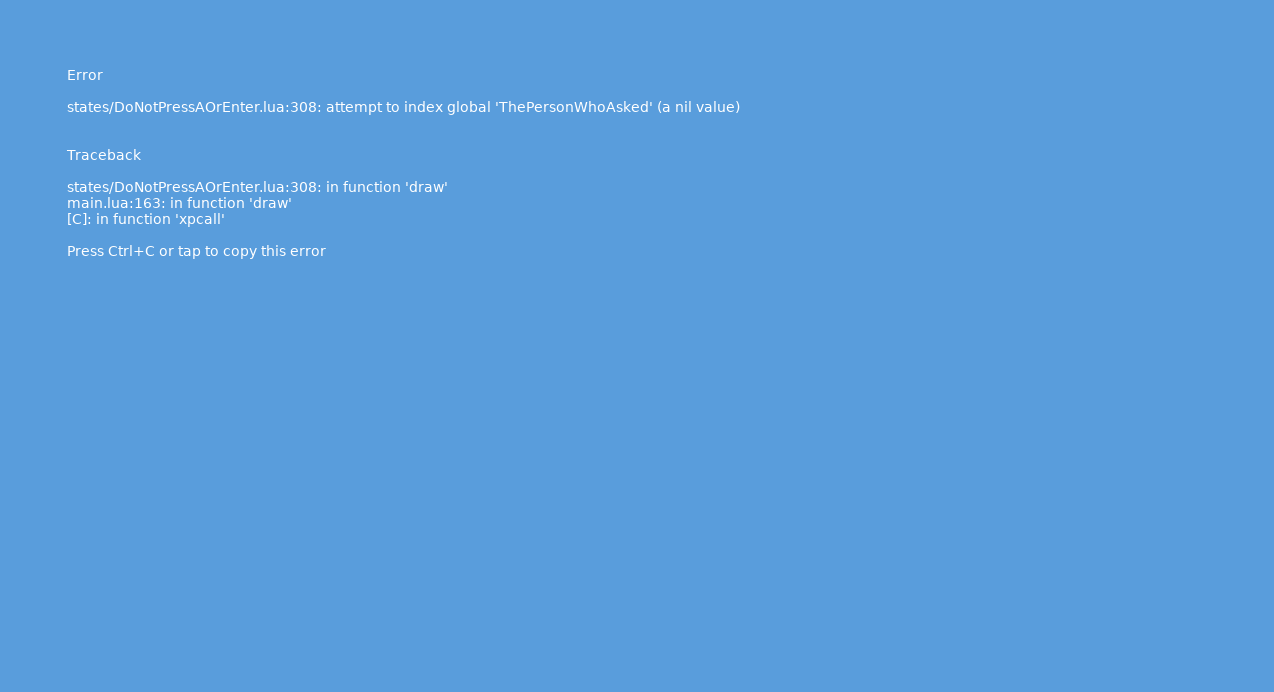 Error
states/DoNotPressAOrEnter.lua:308: attempt to index global 'ThePersonWhoAsked' (a nil value)
Traceback
states/DoNotPressAOrEnter.lua:308: in function 'draw'
main.lua:163: in function 'draw'
[C]: in function 'xpcall'
Press Ctrl+C or tap to copy this error